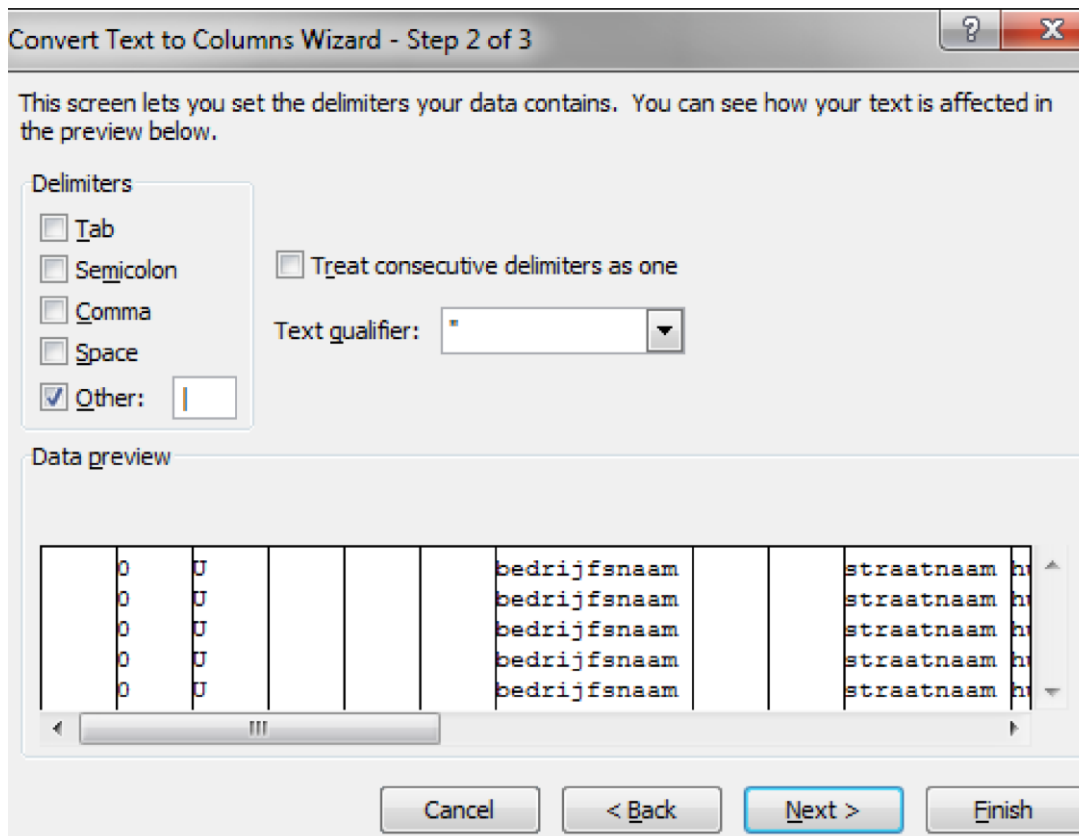 Convert Text to Columns Wizard - Step 2 of 3
This screen lets you set the delimiters your data contains. You can see how your text is affected in
the preview below.
Delimiters
Tab
Semicolon
Comma
Space
Other: |
Treat consecutive delimiters as one
Text qualifier: "
Data preview
0 U bedrijfsnaam straatnaam
0 U bedrijfsnaam straatnaam
0 U bedrijfsnaam straatnaam
0 U bedrijfsnaam straatnaam
0 U bedrijfsnaam straatnaam
Cancel < Back Next > Finish